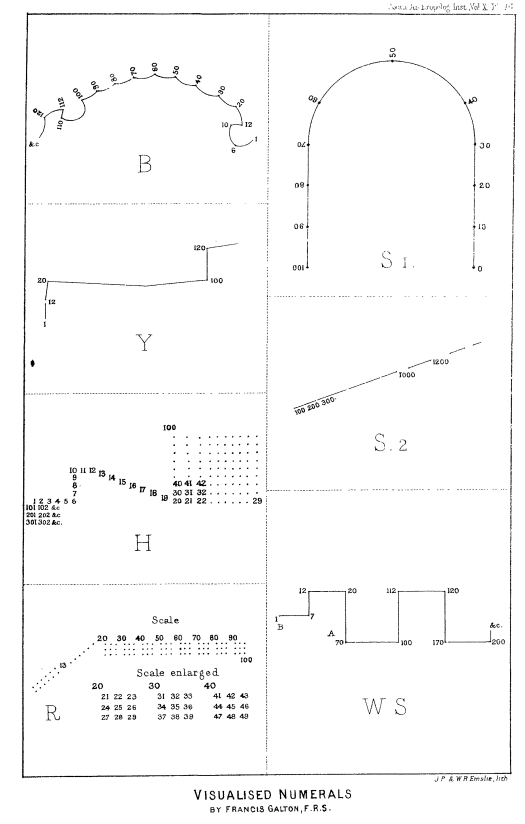 Inst, Vol X,
120
&c
112
110
100
90
80
70
60
50
40
30
20
10 12
6
1
B
50
60
40
70
30
80
20
90
10
100
0
S 1.
120
20
100
12
1
Y
1200
1000
100 200 300
S. 2
100
10 11 12 13 14 15 16 17 18 19
9
8
7
1 2 3 4 5 6
40 41 42
30 31 32
20 21 22
29
101 102 &c
201 202 &c
301 302 &c.
H
Scale
20 30 40 50 60 70 80 90
13
100
Scale enlarged
20 30 40
21 22 23 31 32 33 41 42 43
24 25 26 34 35 36 44 45 46
27 28 29 37 38 39 47 48 49
R
12 20 112 120
1 7
B A
&c.
70 100 170 200
W S
J.P. & W.R. Emslie, lith
VISUALISED NUMERALS
BY FRANCIS GALTON, F.R.S.